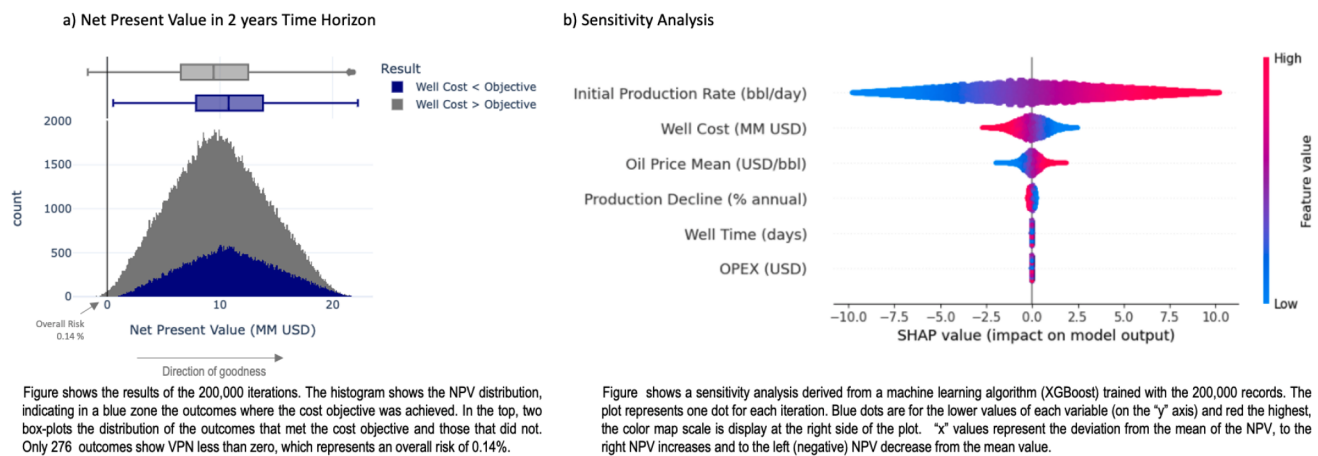 a) Net Present Value in 2 years Time Horizon
Result
Well Cost < Objective
Well Cost > Objective
2000
1500
1000
500
0
count
0
10
20
Overall Risk
0.14 %
Net Present Value (MM USD)
Direction of goodness
Figure shows the results of the 200,000 iterations. The histogram shows the NPV distribution,
indicating in a blue zone the outcomes where the cost objective was achieved. In the top, two
box-plots the distribution of the outcomes that met the cost objective and those that did not.
Only 276 outcomes show VPN less than zero, which represents an overall risk of 0.14%.
b) Sensitivity Analysis
Initial Production Rate (bbl/day)
Well Cost (MM USD)
Oil Price Mean (USD/bbl)
Production Decline (% annual)
Well Time (days)
OPEX (USD)
−10.0
−7.5
−5.0
−2.5
0.0
2.5
5.0
7.5
10.0
SHAP value (impact on model output)
High
Feature value
Low
Figure shows a sensitivity analysis derived from a machine learning algorithm (XGBoost) trained with the 200,000 records. The
plot represents one dot for each iteration. Blue dots are for the lower values of each variable (on the “y” axis) and red the highest,
the color map scale is display at the right side of the plot. “x” values represent the deviation from the mean of the NPV, to the
right NPV increases and to the left (negative) NPV decrease from the mean value.